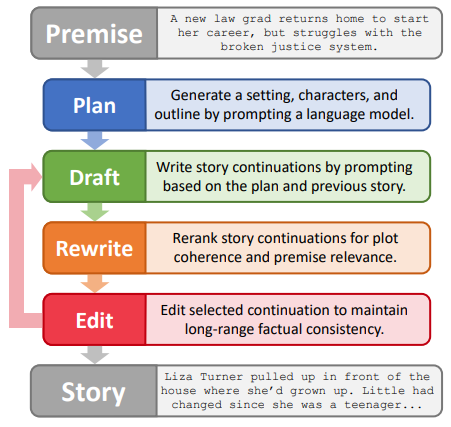 Premise
A new law grad returns home to start
her career, but struggles with the
broken justice system.
Plan
Generate a setting, characters, and
outline by prompting a language model.
Draft
Write story continuations by prompting
based on the plan and previous story.
Rewrite
Rerank story continuations for plot
coherence and premise relevance.
Edit
Edit selected continuation to maintain
long-range factual consistency.
Story
Liza Turner pulled up in front of the
house where she’d grown up. Little had
changed since she was a teenager...